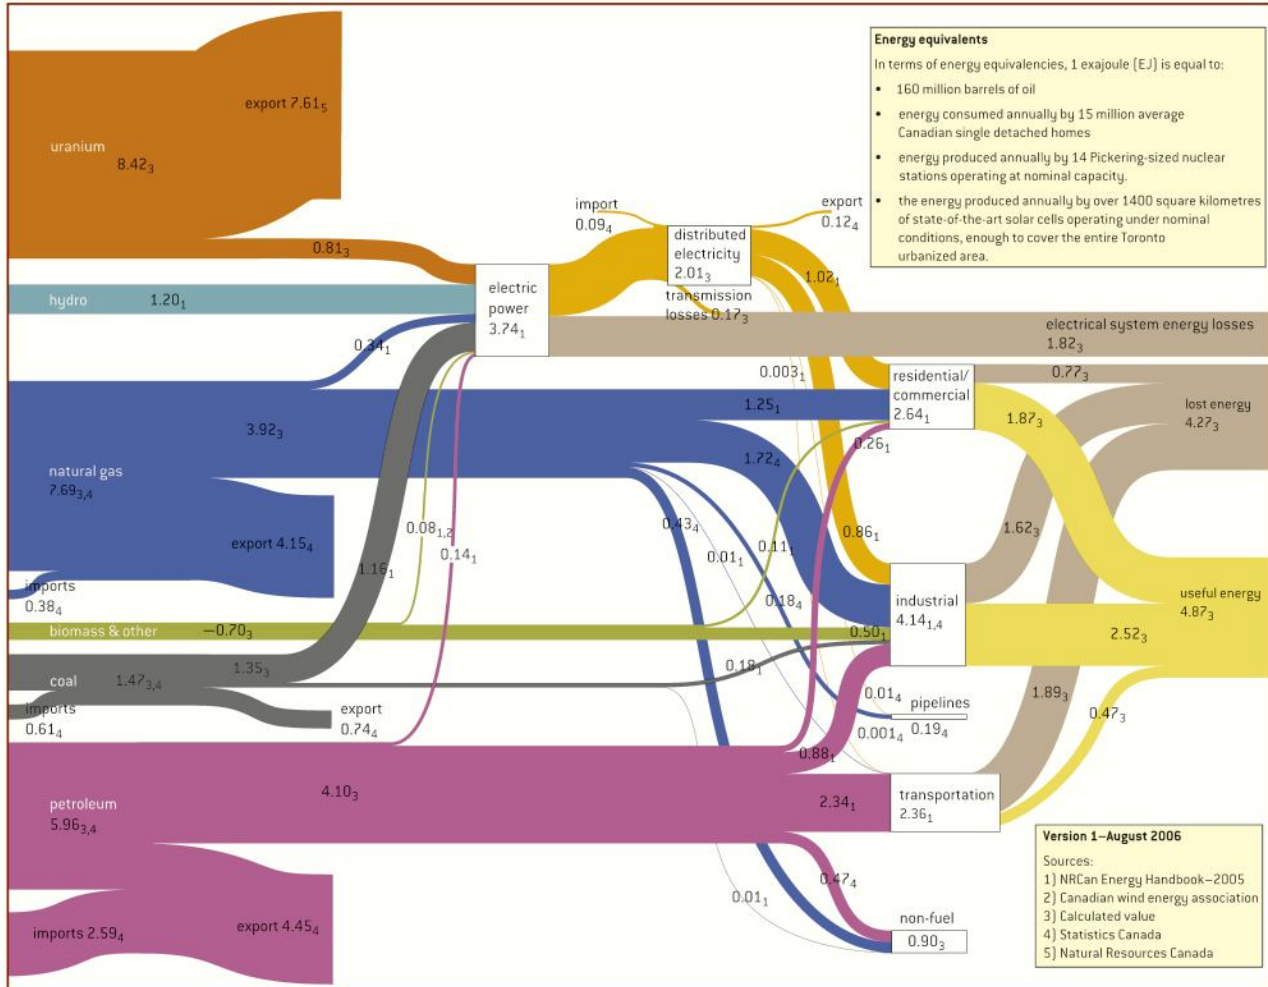 Energy equivalents
In terms of energy equivalencies, 1 exajoule (EJ) is equal to:
• 160 million barrels of oil
• energy consumed annually by 15 million average
Canadian single detached homes
• energy produced annually by 14 Pickering-sized nuclear
stations operating at nominal capacity.
• the energy produced annually by over 1400 square kilometres
of state-of-the-art solar cells operating under nominal
conditions, enough to cover the entire Toronto
urbanized area.
export 7.61₅
uranium
8.42₃
0.81₃
hydro 1.20₁
0.34₁
electric
power
3.74₁
import
0.09₄
distributed
electricity
2.01₃
export
0.12₄
transmission
losses 0.17₃
1.02₁
electrical system energy losses
1.82₃
0.003₁
residential/
commercial
2.64₁
0.77₃
lost energy
4.27₃
1.25₁
1.87₃
3.92₃
natural gas
7.69₃,₄
1.72₄
0.26₁
export 4.15₄
imports
0.38₄
0.08₁,₂
0.14₁
1.16₁
0.43₄
0.01₁
0.11₁
0.18₄
0.86₁
1.62₃
industrial
4.14₁,₄
useful energy
4.87₃
biomass & other —0.70₃
0.50₁
2.52₃
1.35₃
coal 1.47₃,₄
0.18₁
imports
0.61₄
export
0.74₄
0.01₄
pipelines
0.19₄
0.001₄
1.89₃
0.47₃
0.88₁
petroleum
5.96₃,₄
4.10₃
2.34₁
transportation
2.36₁
0.47₄
0.01₁
non-fuel
0.90₃
imports 2.59₄
export 4.45₄
Version 1—August 2006
Sources:
1) NRCan Energy Handbook—2005
2) Canadian wind energy association
3) Calculated value
4) Statistics Canada
5) Natural Resources Canada